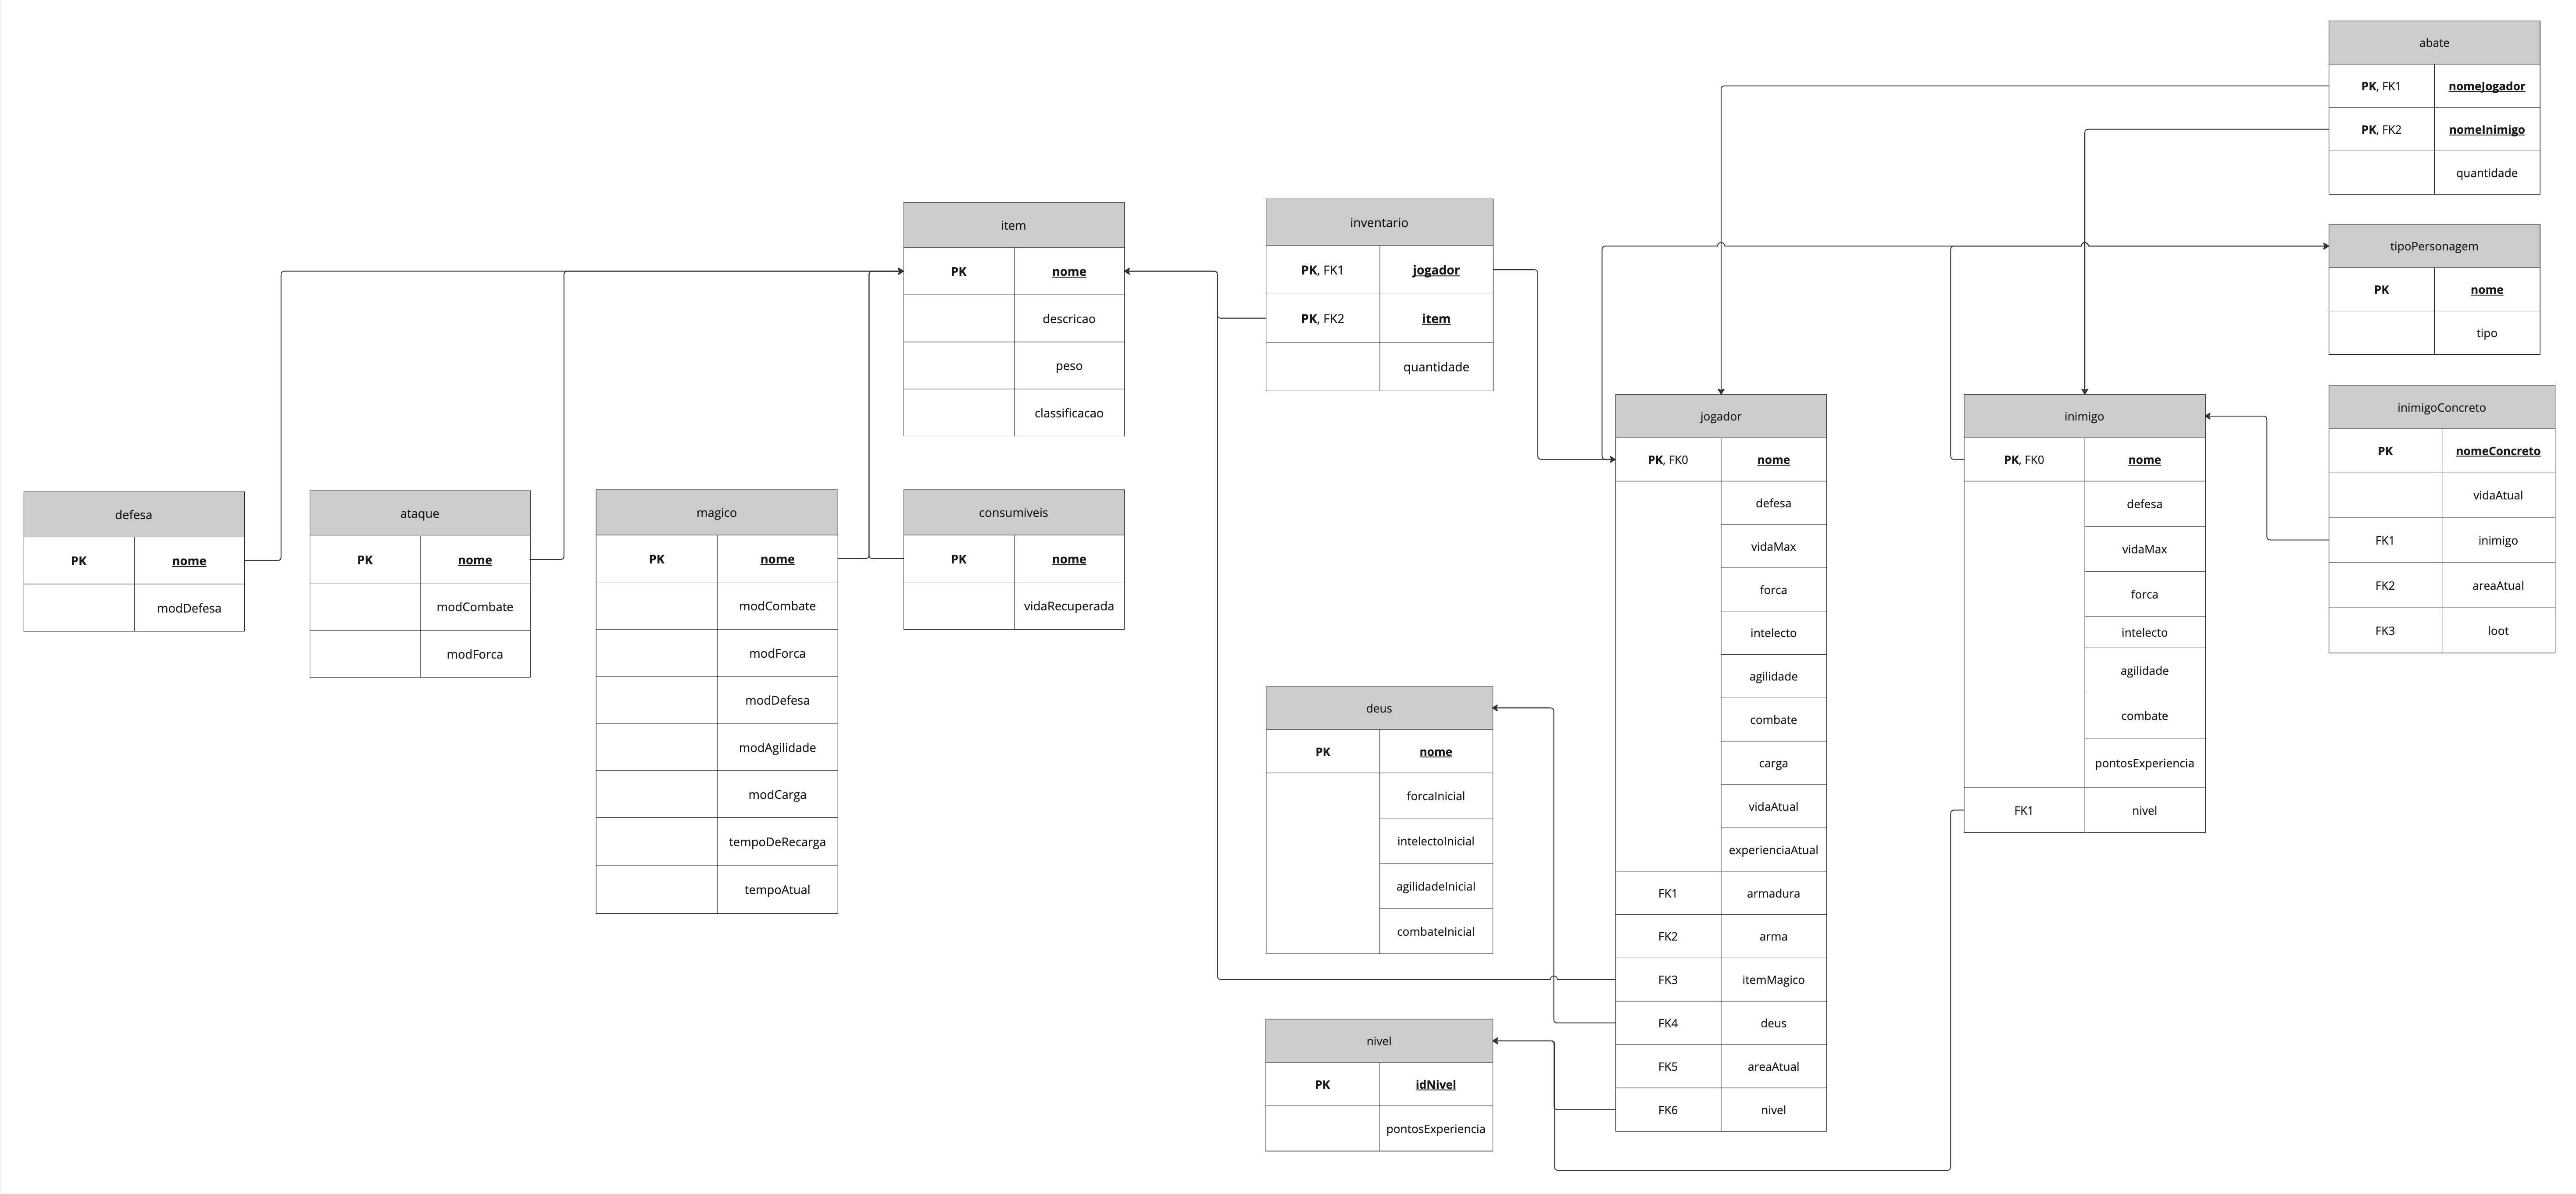 abate
PK, FK1 nomeJogador
PK, FK2 nomeInimigo
quantidade
item
PK nome
descricao
peso
classificacao
inventario
PK, FK1 jogador
PK, FK2 item
quantidade
tipoPersonagem
PK nome
tipo
defesa
PK nome
modDefesa
ataque
PK nome
modCombate
modForca
magico
PK nome
modCombate
modForca
modDefesa
modAgilidade
modCarga
tempoDeRecarga
tempoAtual
consumiveis
PK nome
vidaRecuperada
deus
PK nome
forcaInicial
intelectoInicial
agilidadeInicial
combateInicial
nivel
PK idNivel
pontosExperiencia
jogador
PK, FK0 nome
defesa
vidaMax
forca
intelecto
agilidade
combate
carga
vidaAtual
experienciaAtual
FK1 armadura
FK2 arma
FK3 itemMagico
FK4 deus
FK5 areaAtual
FK6 nivel
inimigo
PK, FK0 nome
defesa
vidaMax
forca
intelecto
agilidade
combate
pontosExperiencia
FK1 nivel
inimigoConcreto
PK nomeConcreto
vidaAtual
FK1 inimigo
FK2 areaAtual
FK3 loot